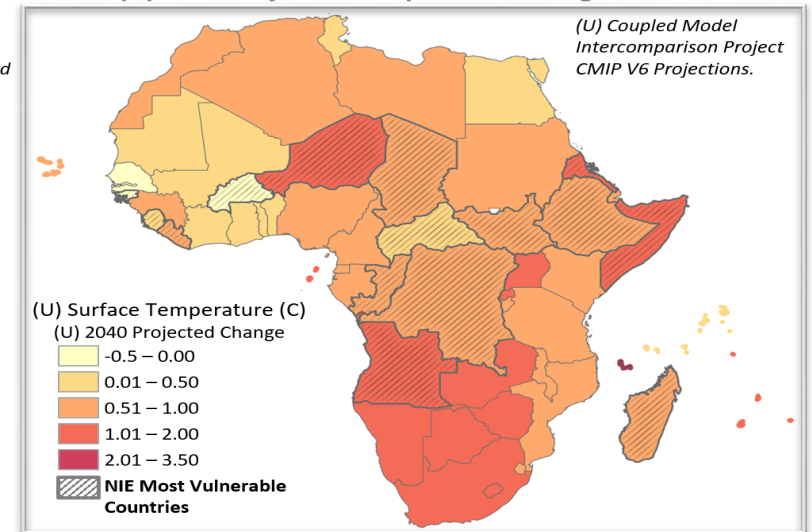 (U) Coupled Model
Intercomparison Project
CMIP V6 Projections.
d
(U) Surface Temperature (C)
(U) 2040 Projected Change
-0.5 – 0.00
0.01 – 0.50
0.51 – 1.00
1.01 – 2.00
2.01 – 3.50
NIE Most Vulnerable
Countries